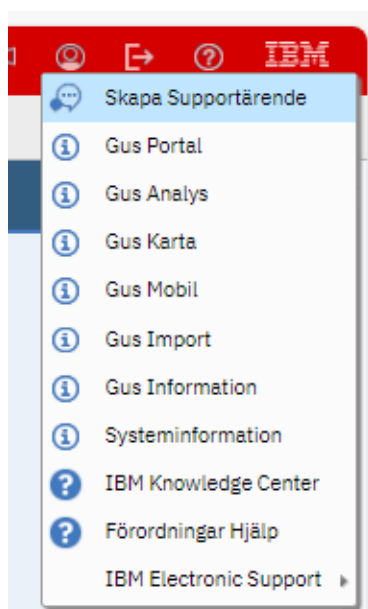 IBM
Skapa Supportärende
Gus Portal
Gus Analys
Gus Karta
Gus Mobil
Gus Import
Gus Information
Systeminformation
IBM Knowledge Center
Förordningar Hjälp
IBM Electronic Support